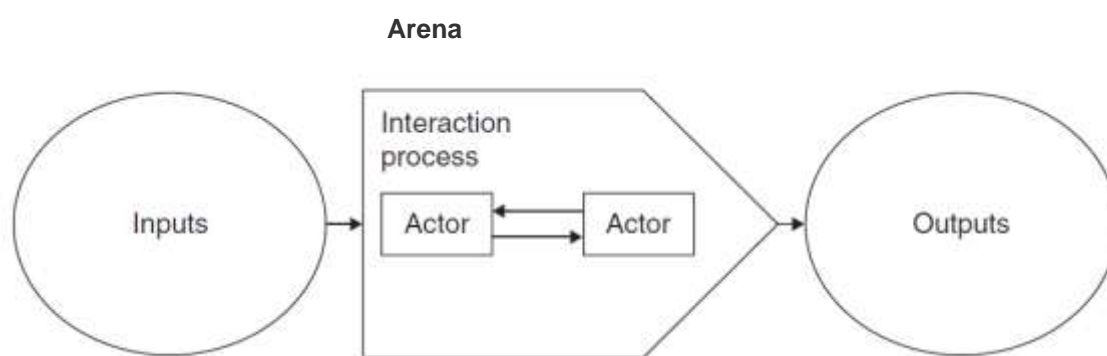 Arena
Interaction
process
Inputs
Actor
Actor
Outputs